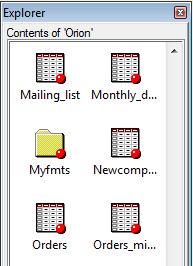 Explorer
Contents of 'Orion'
Mailing_list Monthly_d...
Myfmts Newcomp...
Orders Orders_mi...